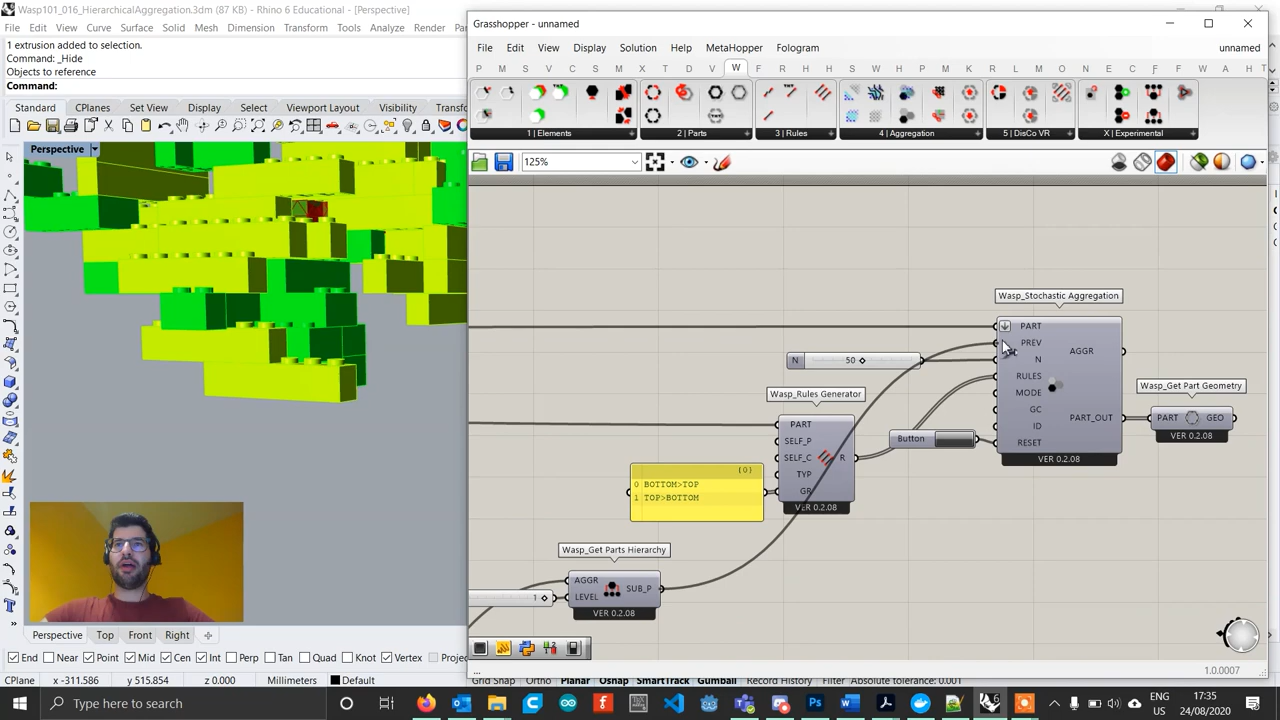 Wasp101_016_HierarchicalAggregation.3dm (87 KB) - Rhino 6 Educational - [Perspective]
File Edit View Curve Surface Solid Mesh Dimension Transform Tools Analyze Render
1 extrusion added to selection.
Command: _Hide
Objects to reference
Command:
Standard CPlanes Set View Display Select Viewport Layout Visibility Transf
Perspective
Grasshopper - unnamed
File Edit View Display Solution Help MetaHopper Fologram unnamed
P M S V C S M X T D V W F R H H S W H M K R L M O I S E C F U B T W A H
1 | Elements 2 | Parts 3 | Rules 4 | Aggregation 5 | DisCo VR X | Experimental
125%
Wasp_Stochastic Aggregation
PART
PREV
N
RULES
MODE
GC
ID
RESET
AGGR
PART_OUT
VER 0.2.08
N 50
Wasp_Get Part Geometry
PART GEO
VER 0.2.08
Wasp_Rules Generator
PART
SELF_P
SELF_C
TYP
GR
R
VER 0.2.08
Button
{0}
0 BOTTOM>TOP
1 TOP>BOTTOM
Wasp_Get Parts Hierarchy
AGGR
LEVEL
SUB_P
VER 0.2.08
1
...
1.0.0007
Perspective Top Front Right
End Near Point Mid Cen Int Perp Tan Quad Knot Vertex Projec
CPlane x -311.586 y 515.854 z 0.000 Millimeters Default Grid Snap Ortho Planar Osnap SmartTrack Gumball Record History Filter Absolute tolerance: 0.001
Type here to search
ENG
US
17:35
24/08/2020